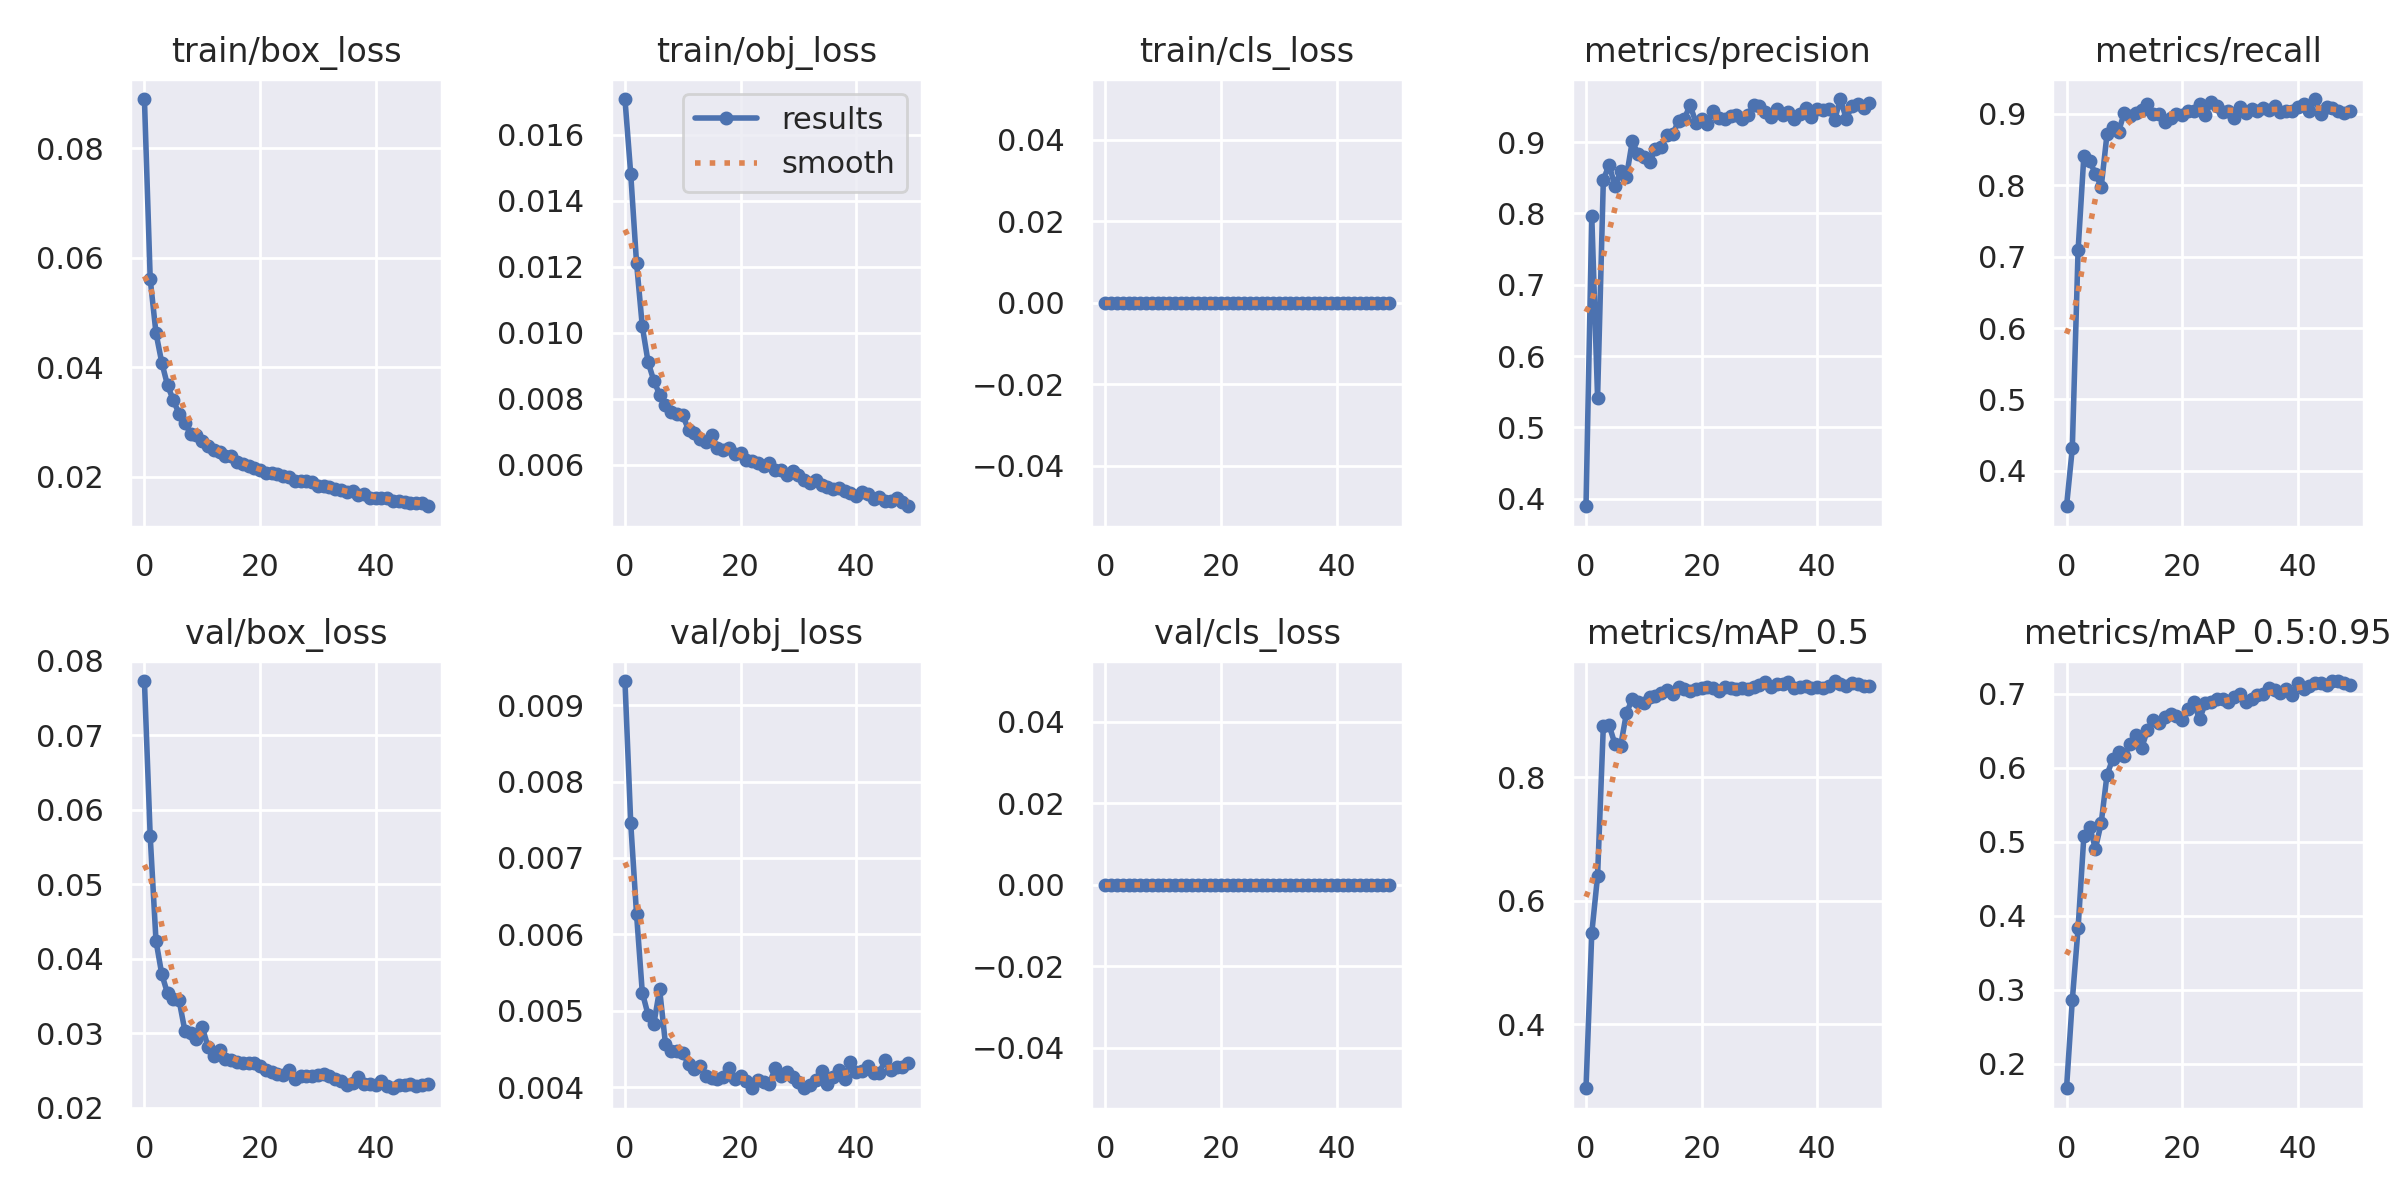 train/box_loss
0.08
0.06
0.04
0.02
0 20 40
train/obj_loss
results
smooth
0.016
0.014
0.012
0.010
0.008
0.006
0 20 40
train/cls_loss
0.04
0.02
0.00
−0.02
−0.04
0 20 40
metrics/precision
0.9
0.8
0.7
0.6
0.5
0.4
0 20 40
metrics/recall
0.9
0.8
0.7
0.6
0.5
0.4
0 20 40
val/box_loss
0.08
0.07
0.06
0.05
0.04
0.03
0.02
0 20 40
val/obj_loss
0.009
0.008
0.007
0.006
0.005
0.004
0 20 40
val/cls_loss
0.04
0.02
0.00
−0.02
−0.04
0 20 40
metrics/mAP_0.5
0.8
0.6
0.4
0 20 40
metrics/mAP_0.5:0.95
0.7
0.6
0.5
0.4
0.3
0.2
0 20 40